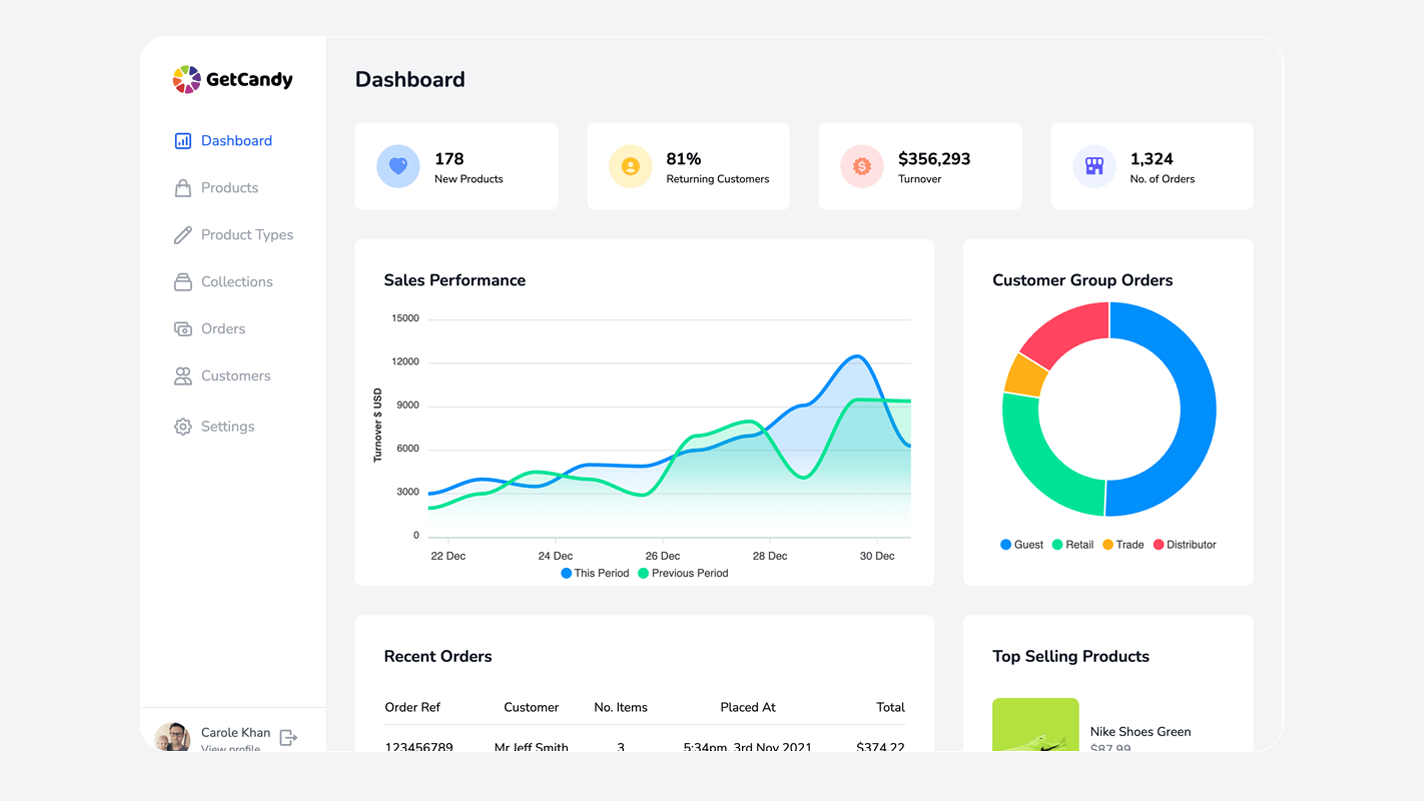 GetCandy
Dashboard
Products
Product Types
Collections
Orders
Customers
Settings
Carole Khan
View profile
Dashboard
178
New Products
81%
Returning Customers
$356,293
Turnover
1,324
No. of Orders
Sales Performance
15000
12000
9000
6000
3000
0
Turnover $ USD
22 Dec 24 Dec 26 Dec 28 Dec 30 Dec
This Period Previous Period
Customer Group Orders
Guest Retail Trade Distributor
Recent Orders
Order Ref Customer No. Items Placed At Total
123456789 Mr Jeff Smith 3 5:34pm, 3rd Nov 2021 $374.22
Top Selling Products
Nike Shoes Green
$87.99